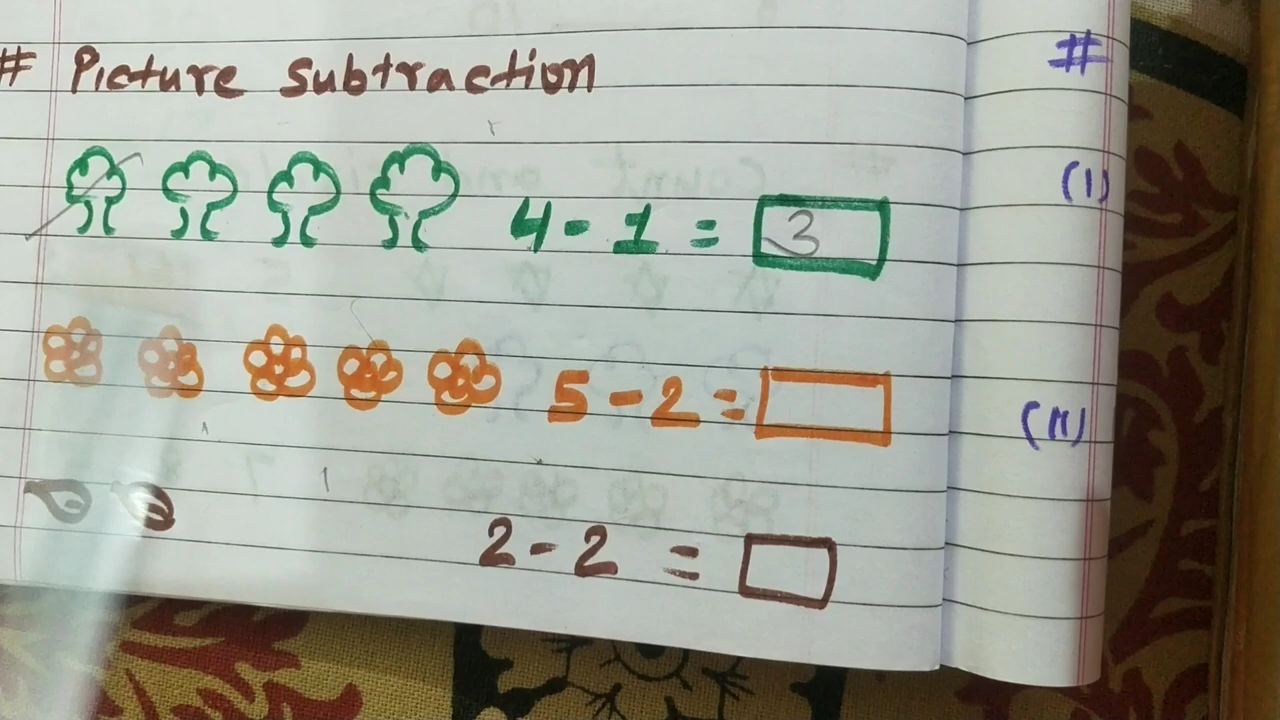 # Picture subtraction
4 - 1 = 3
5 - 2 =
2 - 2 =
#
(I)
(II)